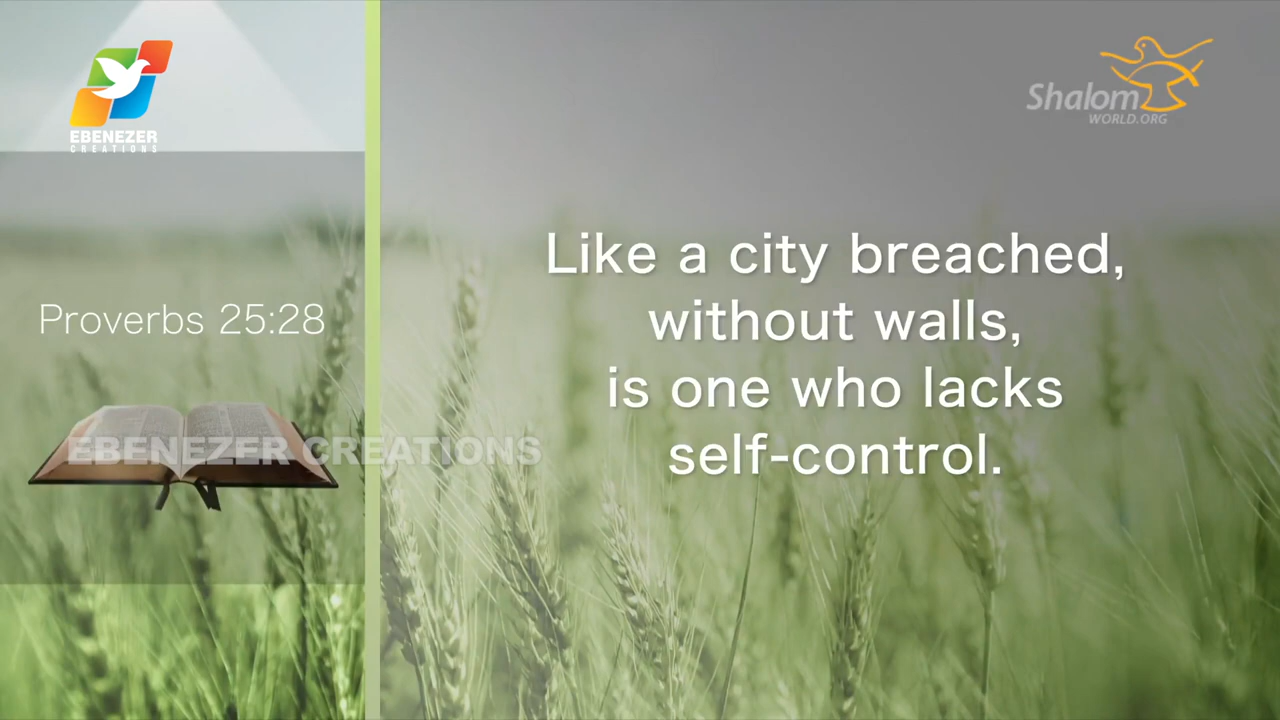 EBENEZER
CREATIONS
Shalom
WORLD.ORG
Proverbs 25:28
Like a city breached,
without walls,
is one who lacks
self-control.
EBENEZER CREATIONS